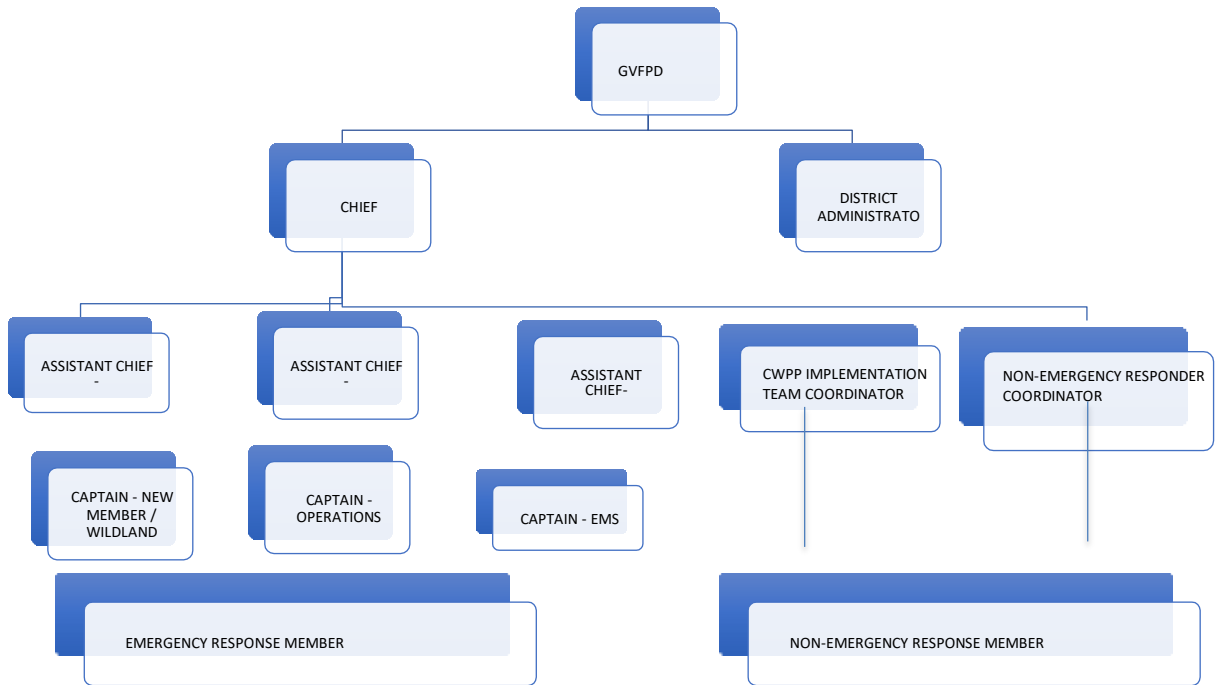 GVFPD
CHIEF
DISTRICT
ADMINISTRATO
ASSISTANT CHIEF
-
ASSISTANT CHIEF
-
ASSISTANT
CHIEF-
CWPP IMPLEMENTATION
TEAM COORDINATOR
NON-EMERGENCY RESPONDER
COORDINATOR
CAPTAIN - NEW
MEMBER /
WILDLAND
CAPTAIN -
OPERATIONS
CAPTAIN - EMS
EMERGENCY RESPONSE MEMBER
NON-EMERGENCY RESPONSE MEMBER